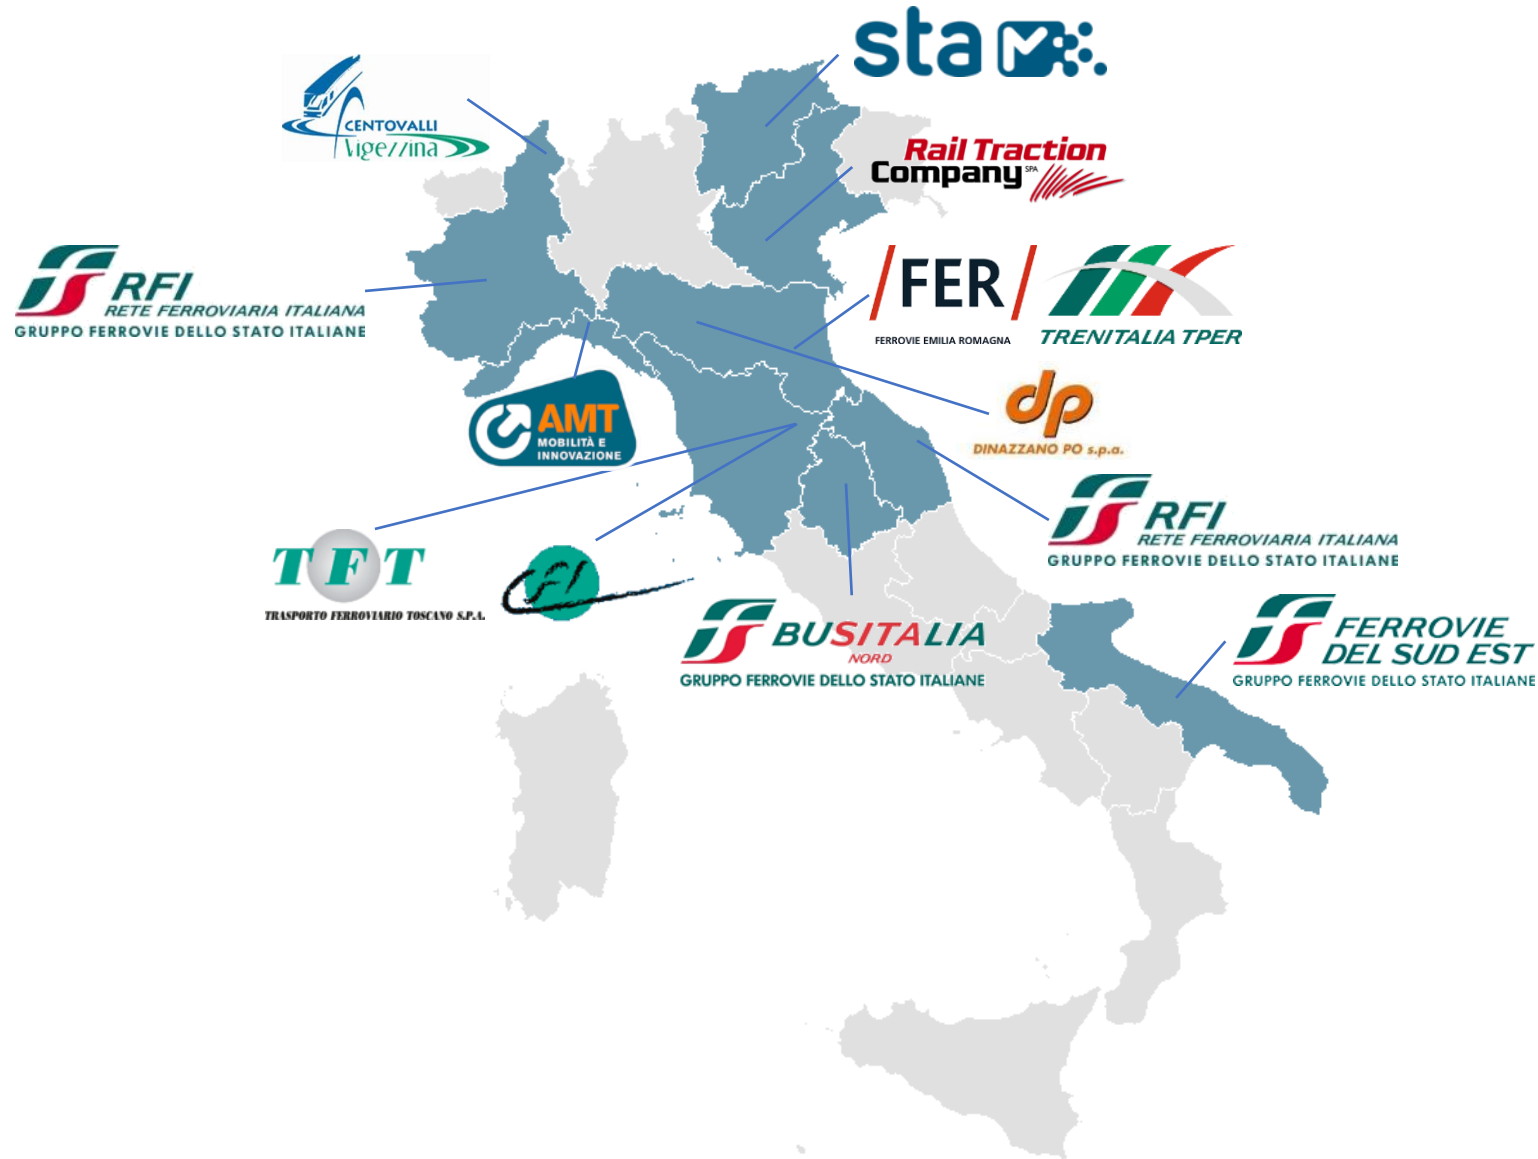 sta
CENTOVALLI
Vigezzina
Rail Traction
Company SPA
RFI
RETE FERROVIARIA ITALIANA
GRUPPO FERROVIE DELLO STATO ITALIANE
/FER/
FERROVIE EMILIA ROMAGNA
TRENITALIA TPER
AMT
MOBILITÀ E
INNOVAZIONE
dp
DINAZZANO PO s.p.a.
RFI
RETE FERROVIARIA ITALIANA
GRUPPO FERROVIE DELLO STATO ITALIANE
TFT
TRASPORTO FERROVIARIO TOSCANO S.P.A.
CFI
BUSITALIA
NORD
GRUPPO FERROVIE DELLO STATO ITALIANE
FERROVIE
DEL SUD EST
GRUPPO FERROVIE DELLO STATO ITALIANE